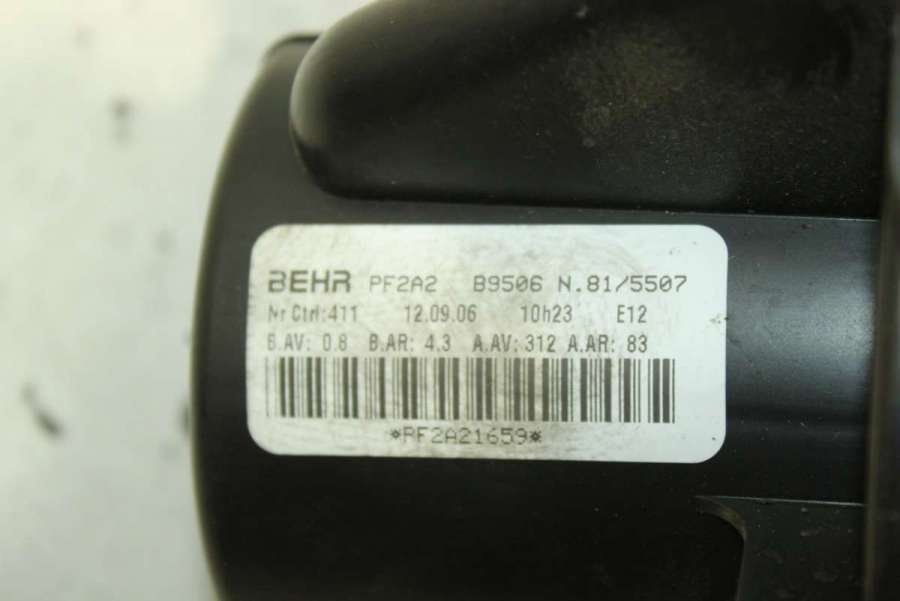 BEHR PF2A2 B9506 N.81/5507
Nr Ctrl:411 12.09.06 10h23 E12
B.AV: 0.8 B.AR: 4.3 A.AV: 312 A.AR: 83
*PF2A21659*